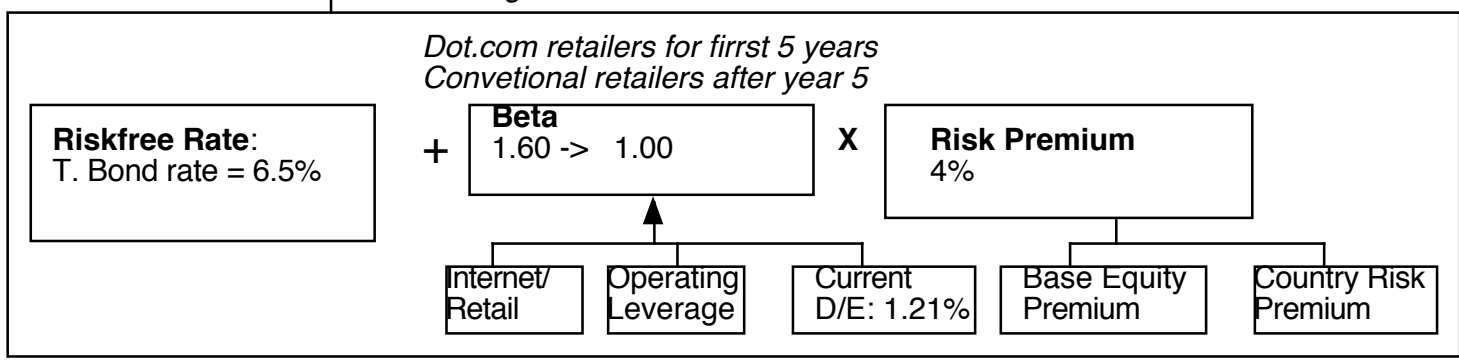 Dot.com retailers for firrst 5 years
Convetional retailers after year 5
Riskfree Rate:
T. Bond rate = 6.5%
+
Beta
1.60 -> 1.00
X
Risk Premium
4%
Internet/
Retail
Operating
Leverage
Current
D/E: 1.21%
Base Equity
Premium
Country Risk
Premium